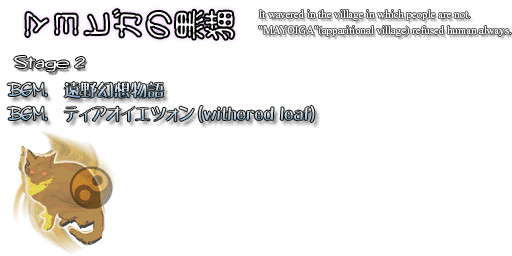 マヨヒガの黒猫
It wavered in the village in which people are not.
"MAYOIGA"(apparitional village) refused human always.
Stage 2
BGM. 遠野幻想物語
BGM. ティアオイエツォン (withered leaf)